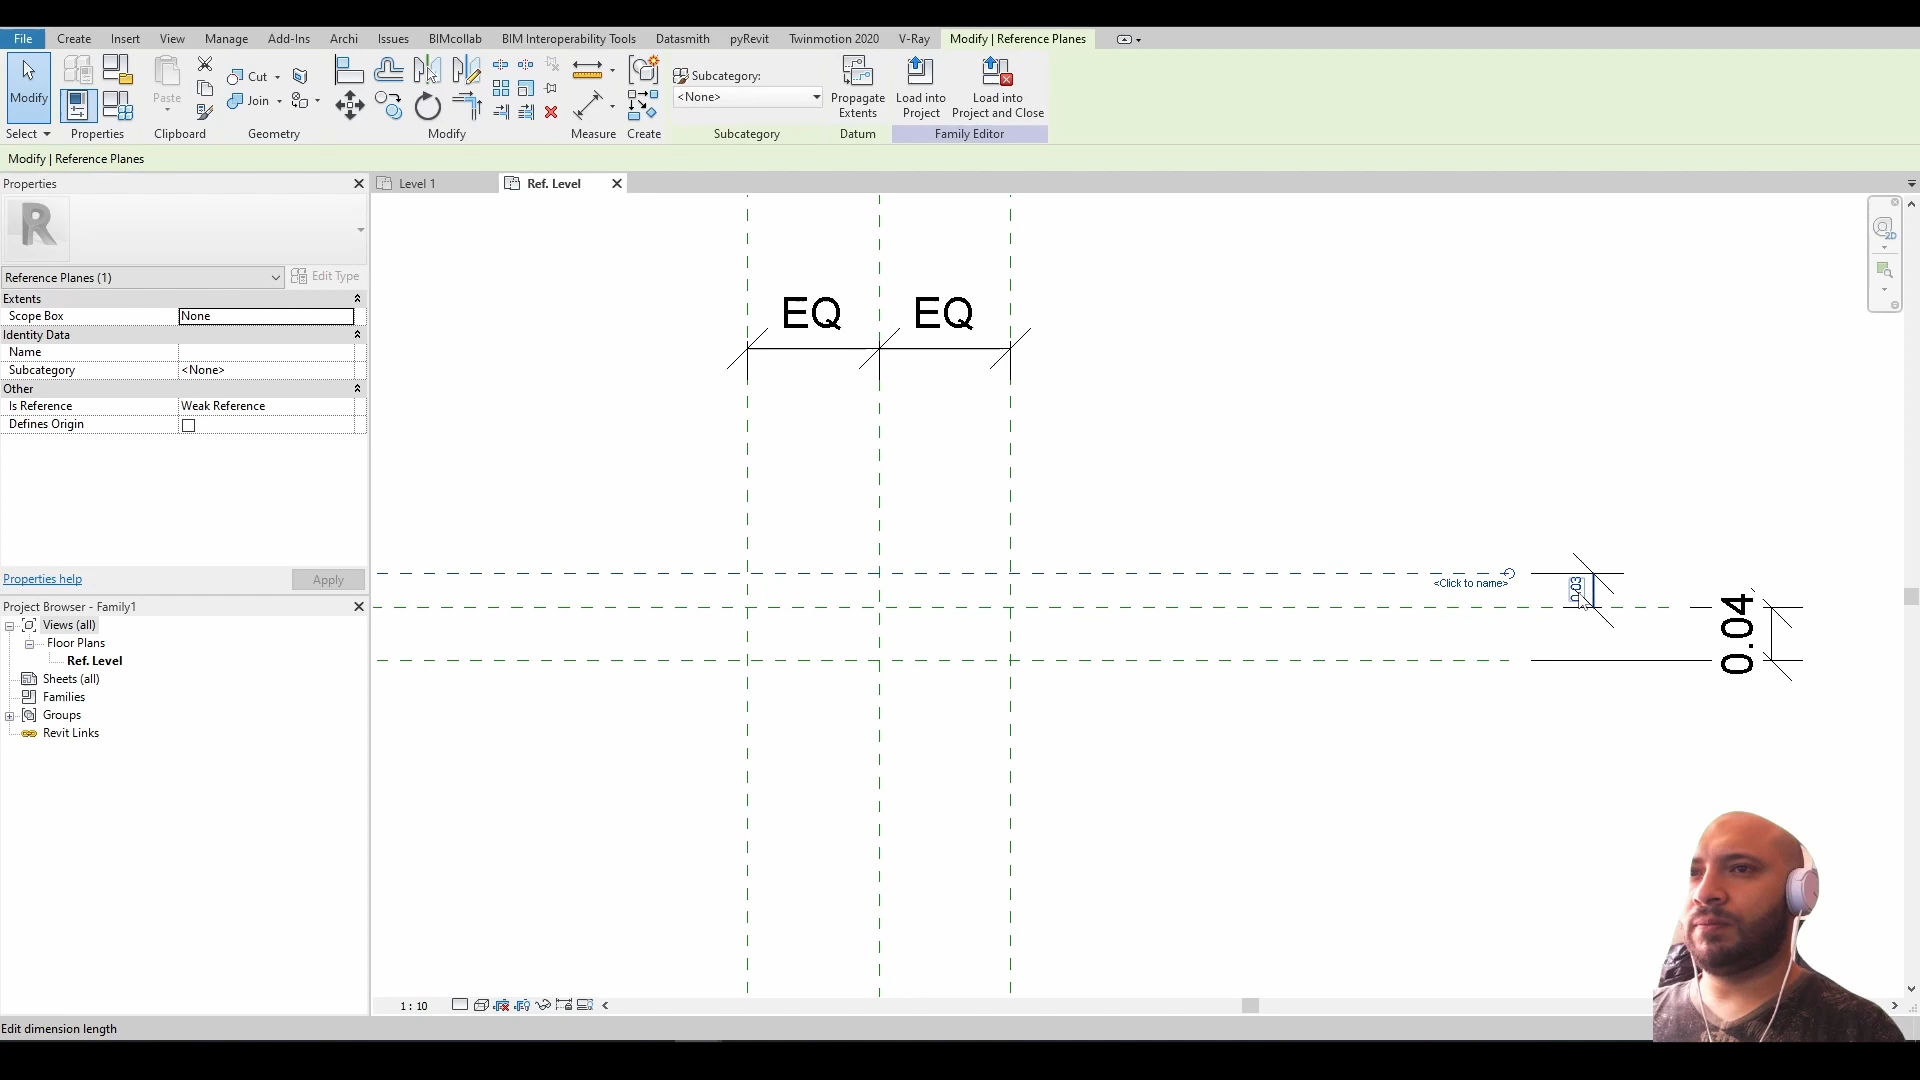 File Create Insert View Manage Add-Ins Archi Issues BIMcollab BIM Interoperability Tools Datasmith pyRevit Twinmotion 2020 V-Ray Modify | Reference Planes
Modify
Paste
Cut
Join
Subcategory:
<None>
Propagate Extents
Load into Project
Load into Project and Close
Select Properties Clipboard Geometry Modify Measure Create Subcategory Datum Family Editor
Modify | Reference Planes
Properties
Level 1
Ref. Level
R
2D
Reference Planes (1)
Edit Type
Extents
Scope Box None
Identity Data
Name
Subcategory <None>
Other
Is Reference Weak Reference
Defines Origin
EQ EQ
<Click to name>
0.03
0.04
Properties help
Apply
Project Browser - Family1
Views (all)
Floor Plans
Ref. Level
Sheets (all)
Families
Groups
Revit Links
1 : 10
Edit dimension length